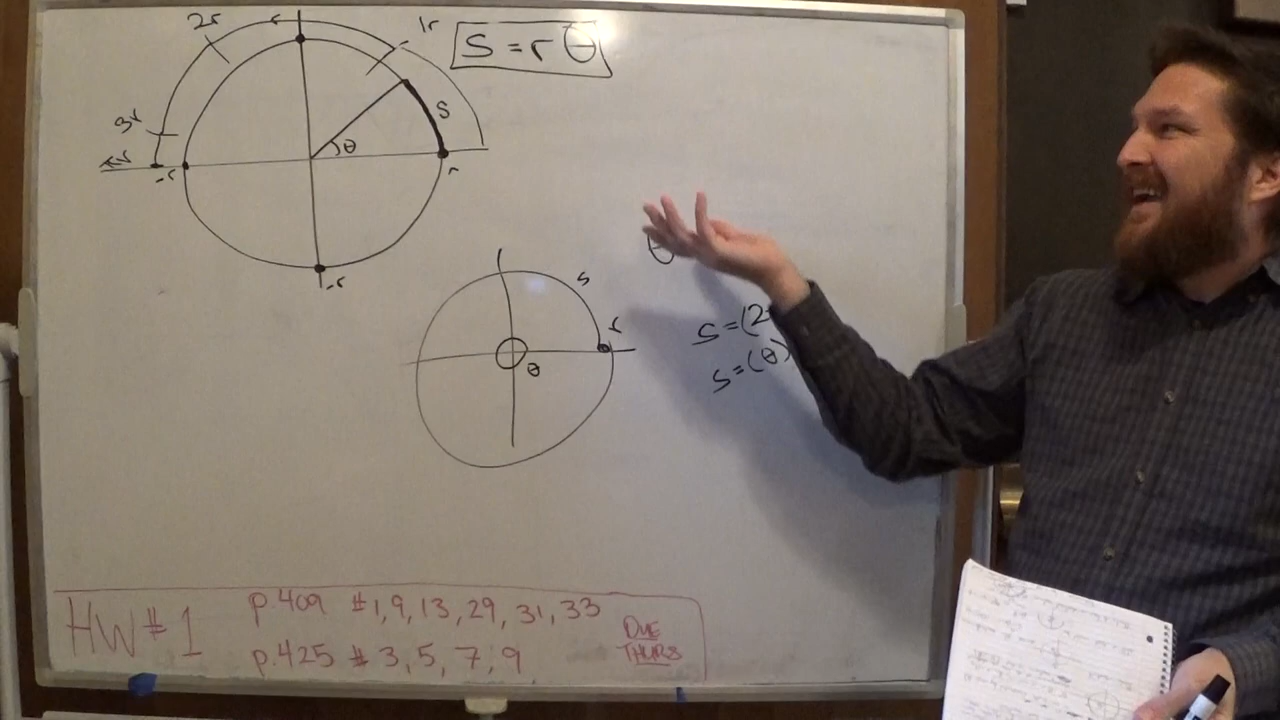 2r
r
1r
S = r θ
3r
πr
S
θ
-r
r
-r
s
r
θ
θ
s=(2
s=(θ)
HW # 1
p.409 #1,9,13,29,31,33
p.425 # 3,5,7,9
DUE
THURS